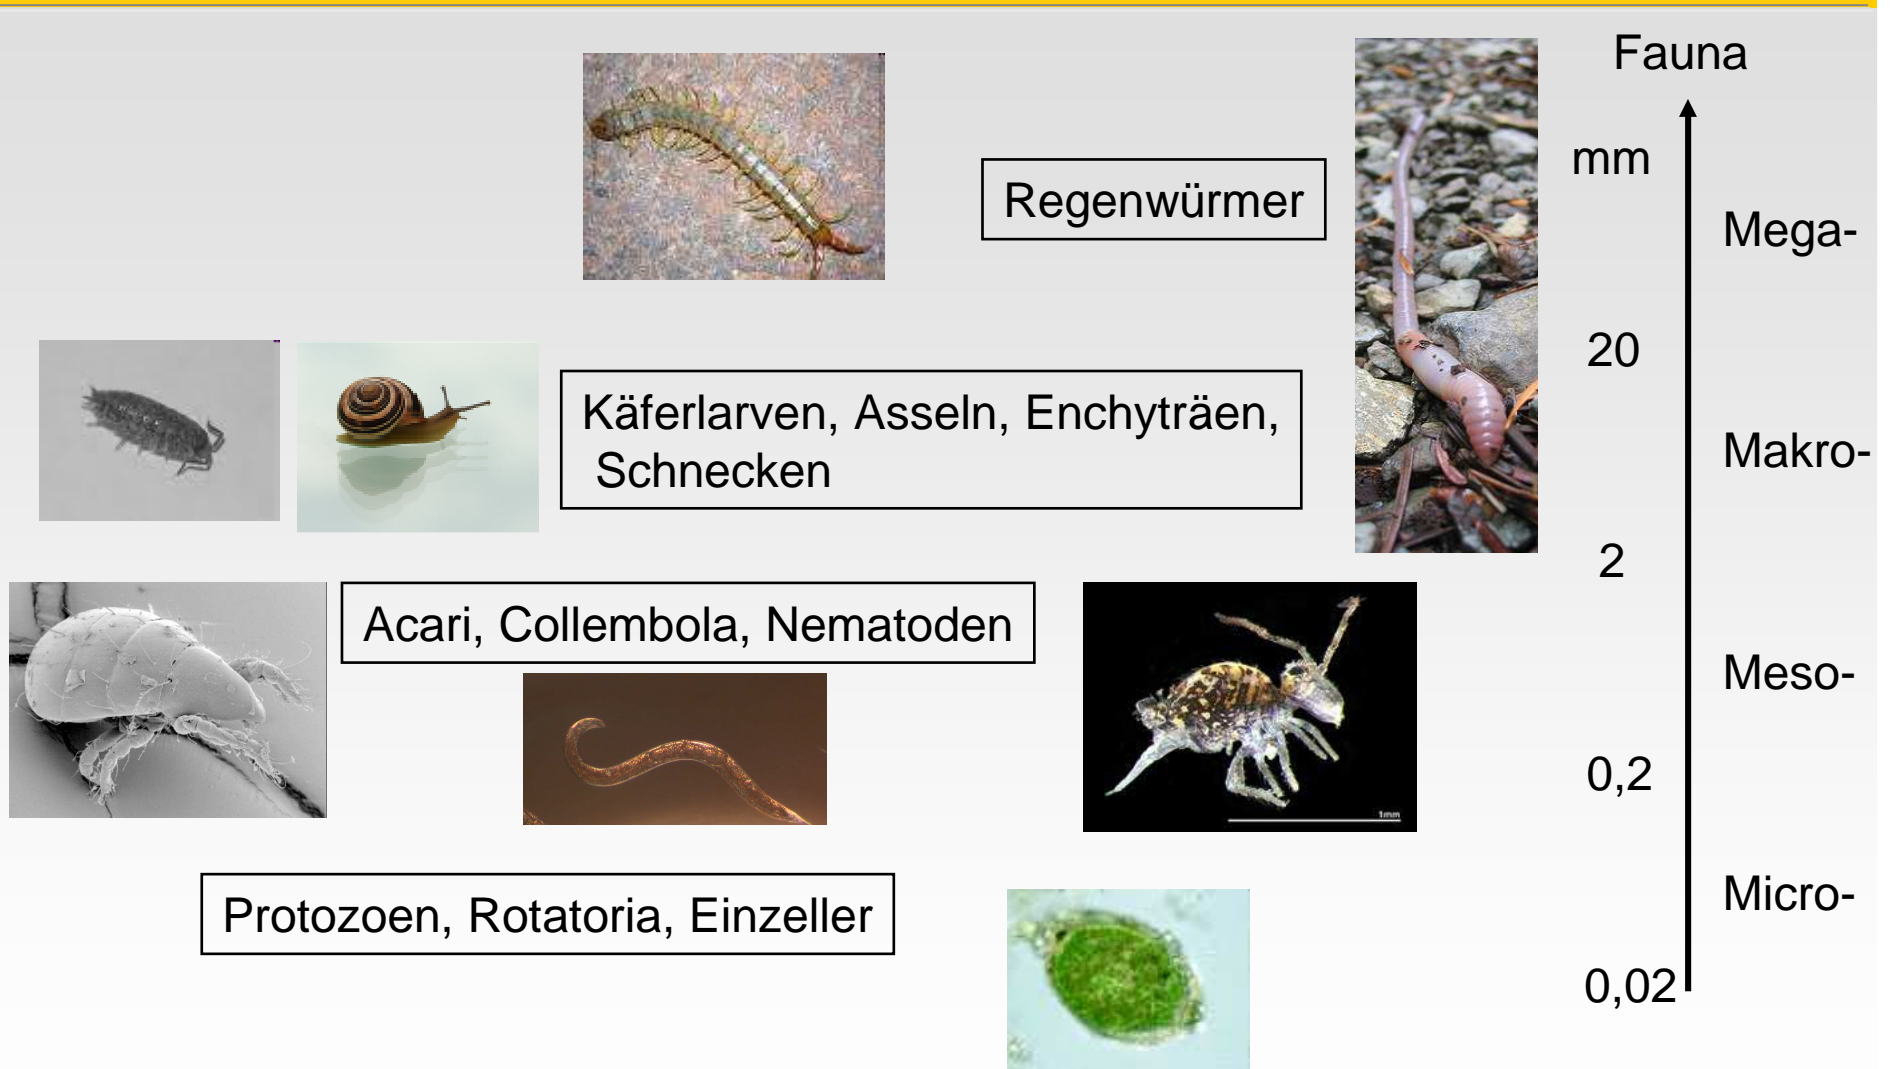 Fauna
mm
Regenwürmer
Mega-
20
Käferlarven, Asseln, Enchyträen,
Schnecken
Makro-
2
Acari, Collembola, Nematoden
Meso-
0,2
1mm
Protozoen, Rotatoria, Einzeller
Micro-
0,02